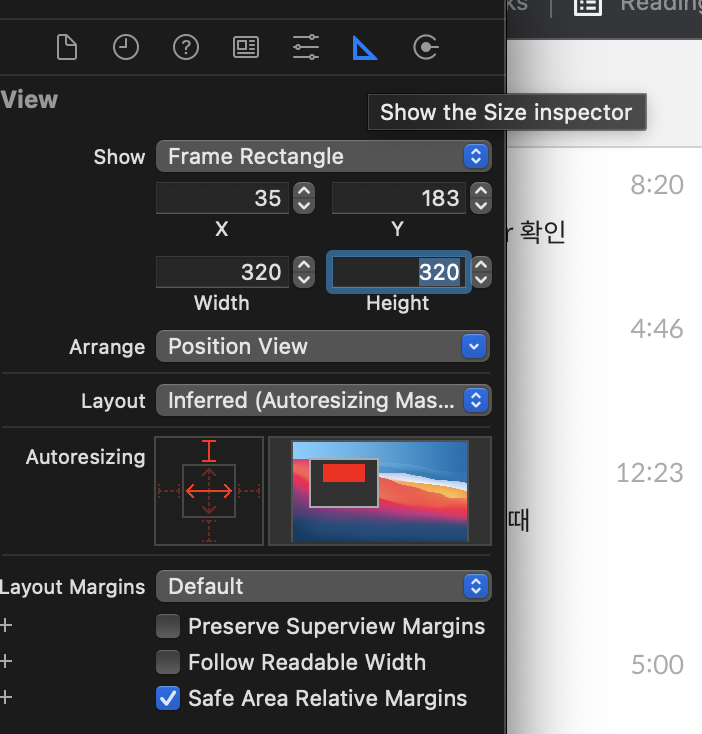 ks
Reading
View
Show the Size inspector
Show
Frame Rectangle
8:20
35
183
X
Y
r 확인
320
320
Width
Height
4:46
Arrange
Position View
Layout
Inferred (Autoresizing Mas...
Autoresizing
12:23
때
Layout Margins
Default
Preserve Superview Margins
Follow Readable Width
5:00
Safe Area Relative Margins